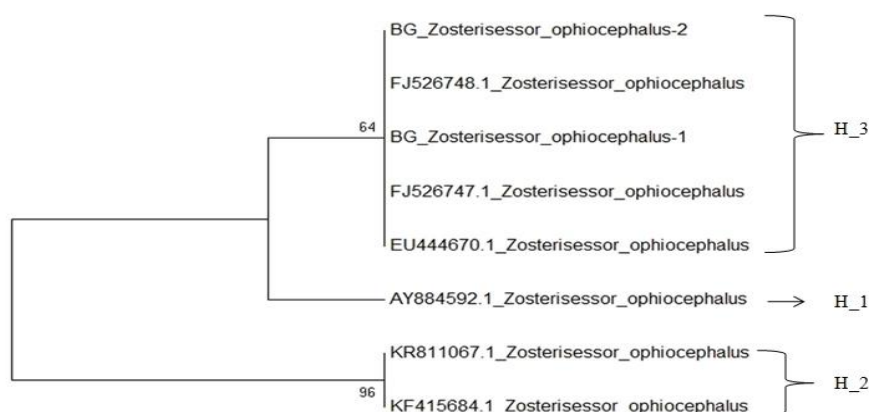 BG_Zosterisessor_ophiocephalus-2
FJ526748.1_Zosterisessor_ophiocephalus
64
BG_Zosterisessor_ophiocephalus-1
H_3
FJ526747.1_Zosterisessor_ophiocephalus
EU444670.1_Zosterisessor_ophiocephalus
AY884592.1_Zosterisessor_ophiocephalus
H_1
KR811067.1_Zosterisessor_ophiocephalus
H_2
96
KF415684.1_Zosterisessor_ophiocephalus